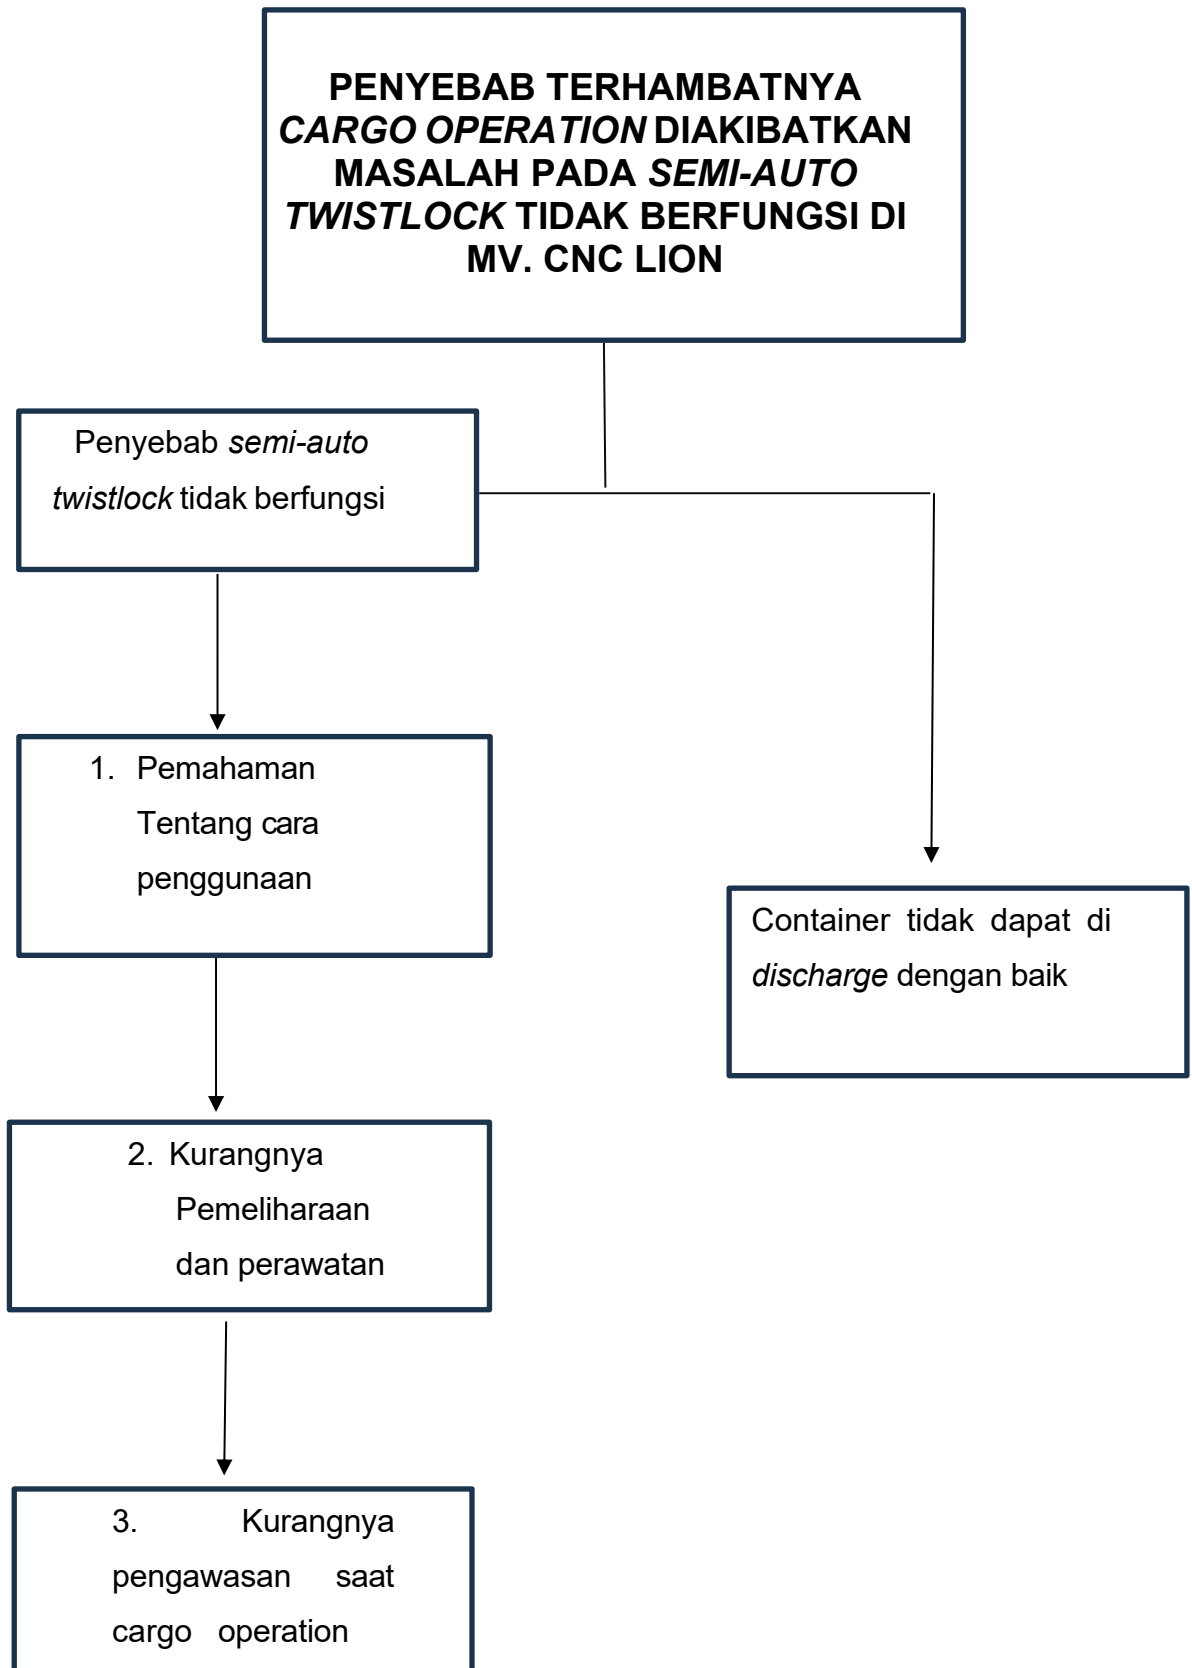 PENYEBAB TERHAMBATNYA
CARGO OPERATION DIAKIBATKAN
MASALAH PADA SEMI-AUTO
TWISTLOCK TIDAK BERFUNGSI DI
MV. CNC LION
Penyebab semi-auto
twistlock tidak berfungsi
1. Pemahaman
Tentang cara
penggunaan
Container tidak dapat di
discharge dengan baik
2. Kurangnya
Pemeliharaan
dan perawatan
3. Kurangnya
pengawasan saat
cargo operation